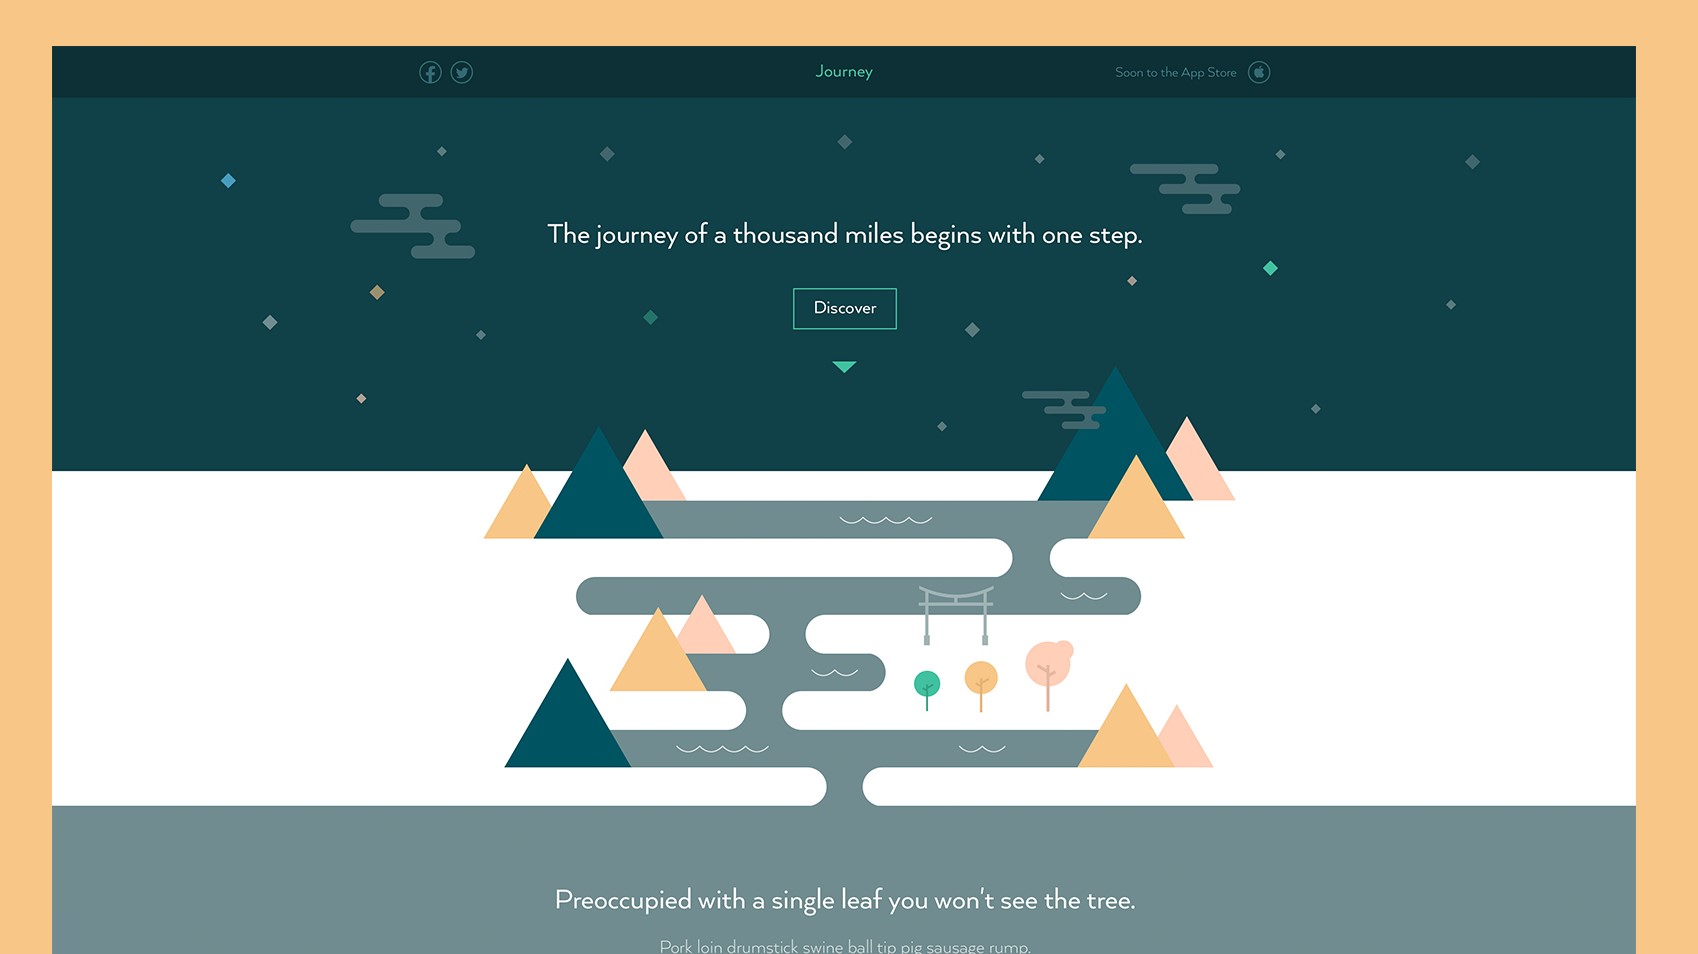 Journey
Soon to the App Store
The journey of a thousand miles begins with one step.
Discover
Preoccupied with a single leaf you won't see the tree.
Pork loin drumstick swine ball tip pig sausage rump.